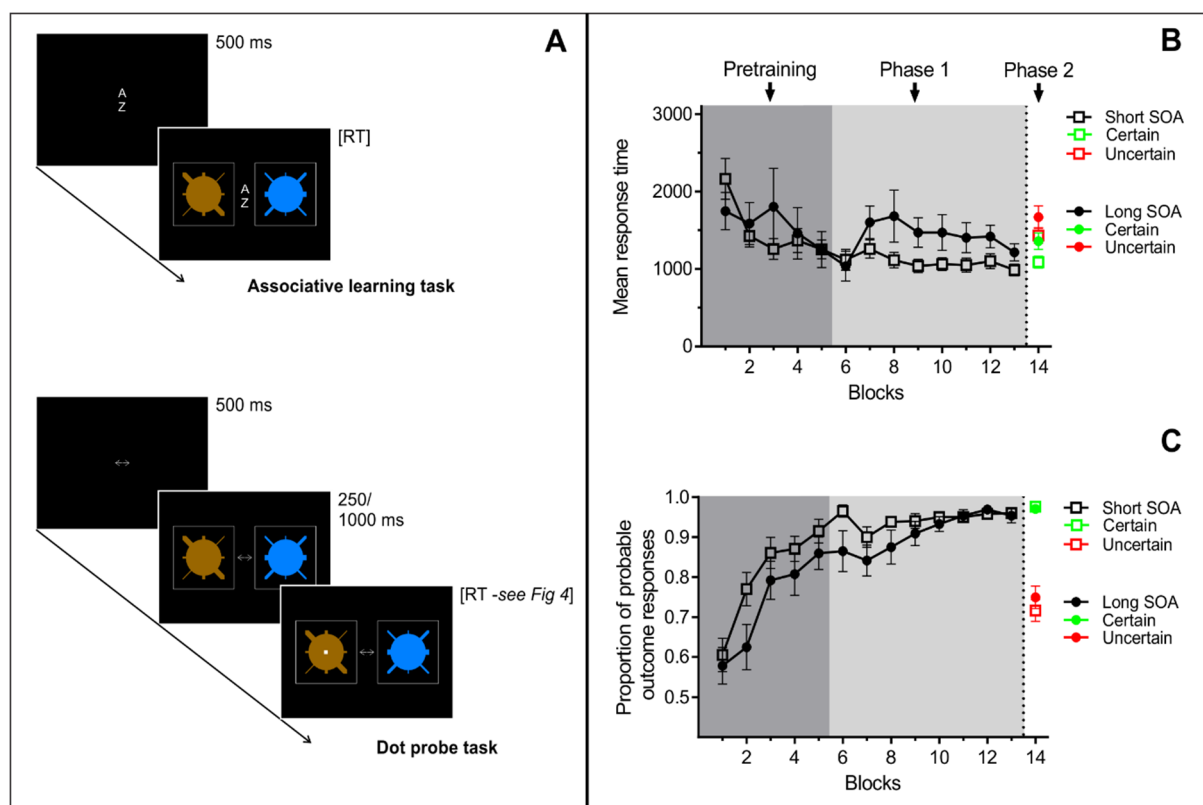 A
500 ms
A
Z
[RT]
A
Z
Associative learning task
500 ms
250/
1000 ms
[RT -see Fig 4]
Dot probe task
B
Pretraining
Phase 1
Phase 2
3000
2000
1000
0
Mean response time
2
4
6
8
10
12
14
Blocks
Short SOA
Certain
Uncertain
Long SOA
Certain
Uncertain
C
1.0
0.9
0.8
0.7
0.6
0.5
Proportion of probable
outcome responses
2
4
6
8
10
12
14
Blocks
Short SOA
Certain
Uncertain
Long SOA
Certain
Uncertain